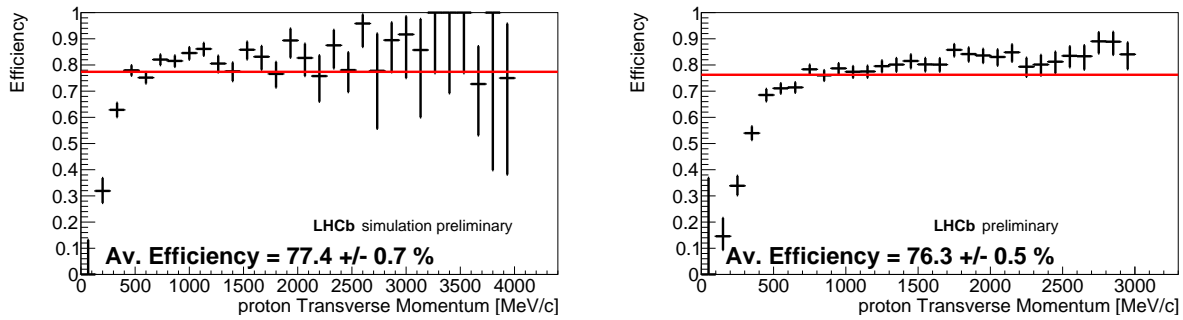 Efficiency
1
0.9
0.8
0.7
0.6
0.5
0.4
0.3
0.2
0.1
0
LHCb simulation preliminary
Av. Efficiency = 77.4 +/- 0.7 %
0 500 1000 1500 2000 2500 3000 3500 4000
proton Transverse Momentum [MeV/c]
Efficiency
1
0.9
0.8
0.7
0.6
0.5
0.4
0.3
0.2
0.1
0
LHCb preliminary
Av. Efficiency = 76.3 +/- 0.5 %
0 500 1000 1500 2000 2500 3000
proton Transverse Momentum [MeV/c]